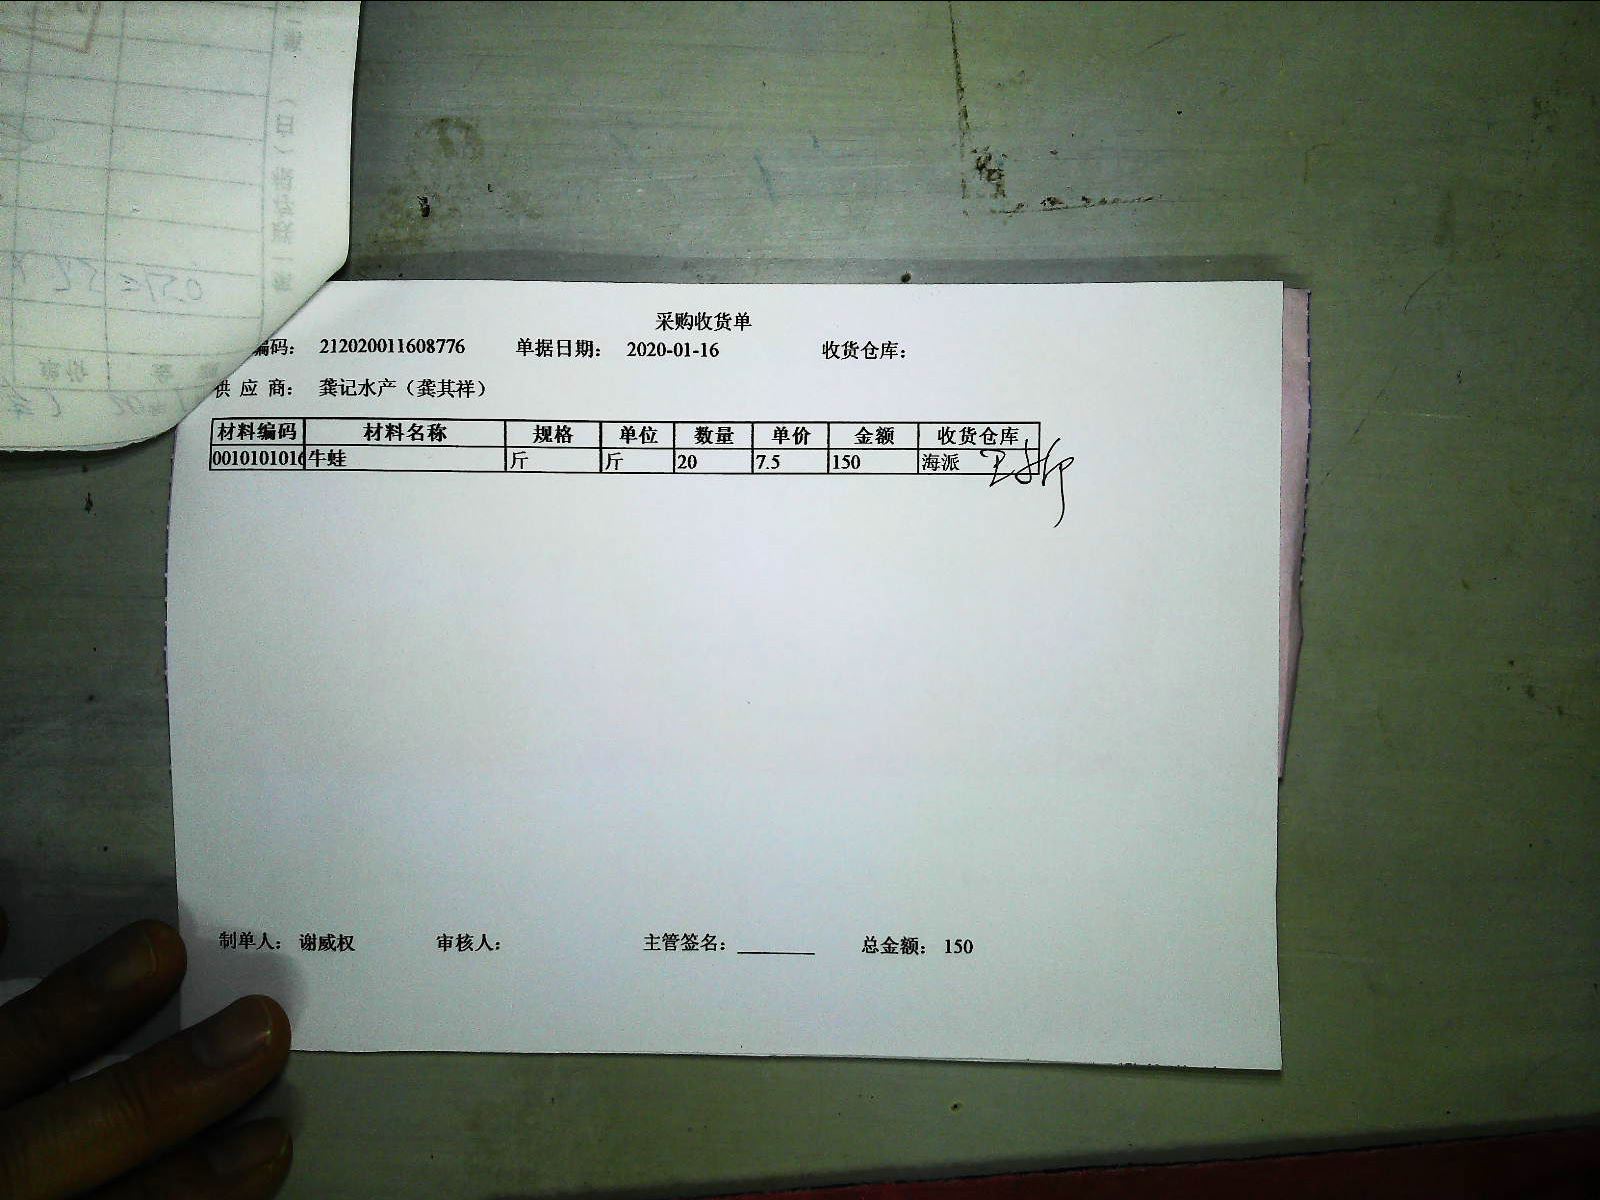 采购收货单
编码： 212020011608776 单据日期： 2020-01-16 收货仓库：
供 应 商： 龚记水产（龚其祥）
材料编码 材料名称 规格 单位 数量 单价 金额 收货仓库
0010101016 牛蛙 斤 斤 20 7.5 150 海派
制单人： 谢威权 审核人： 主管签名：________ 总金额： 150